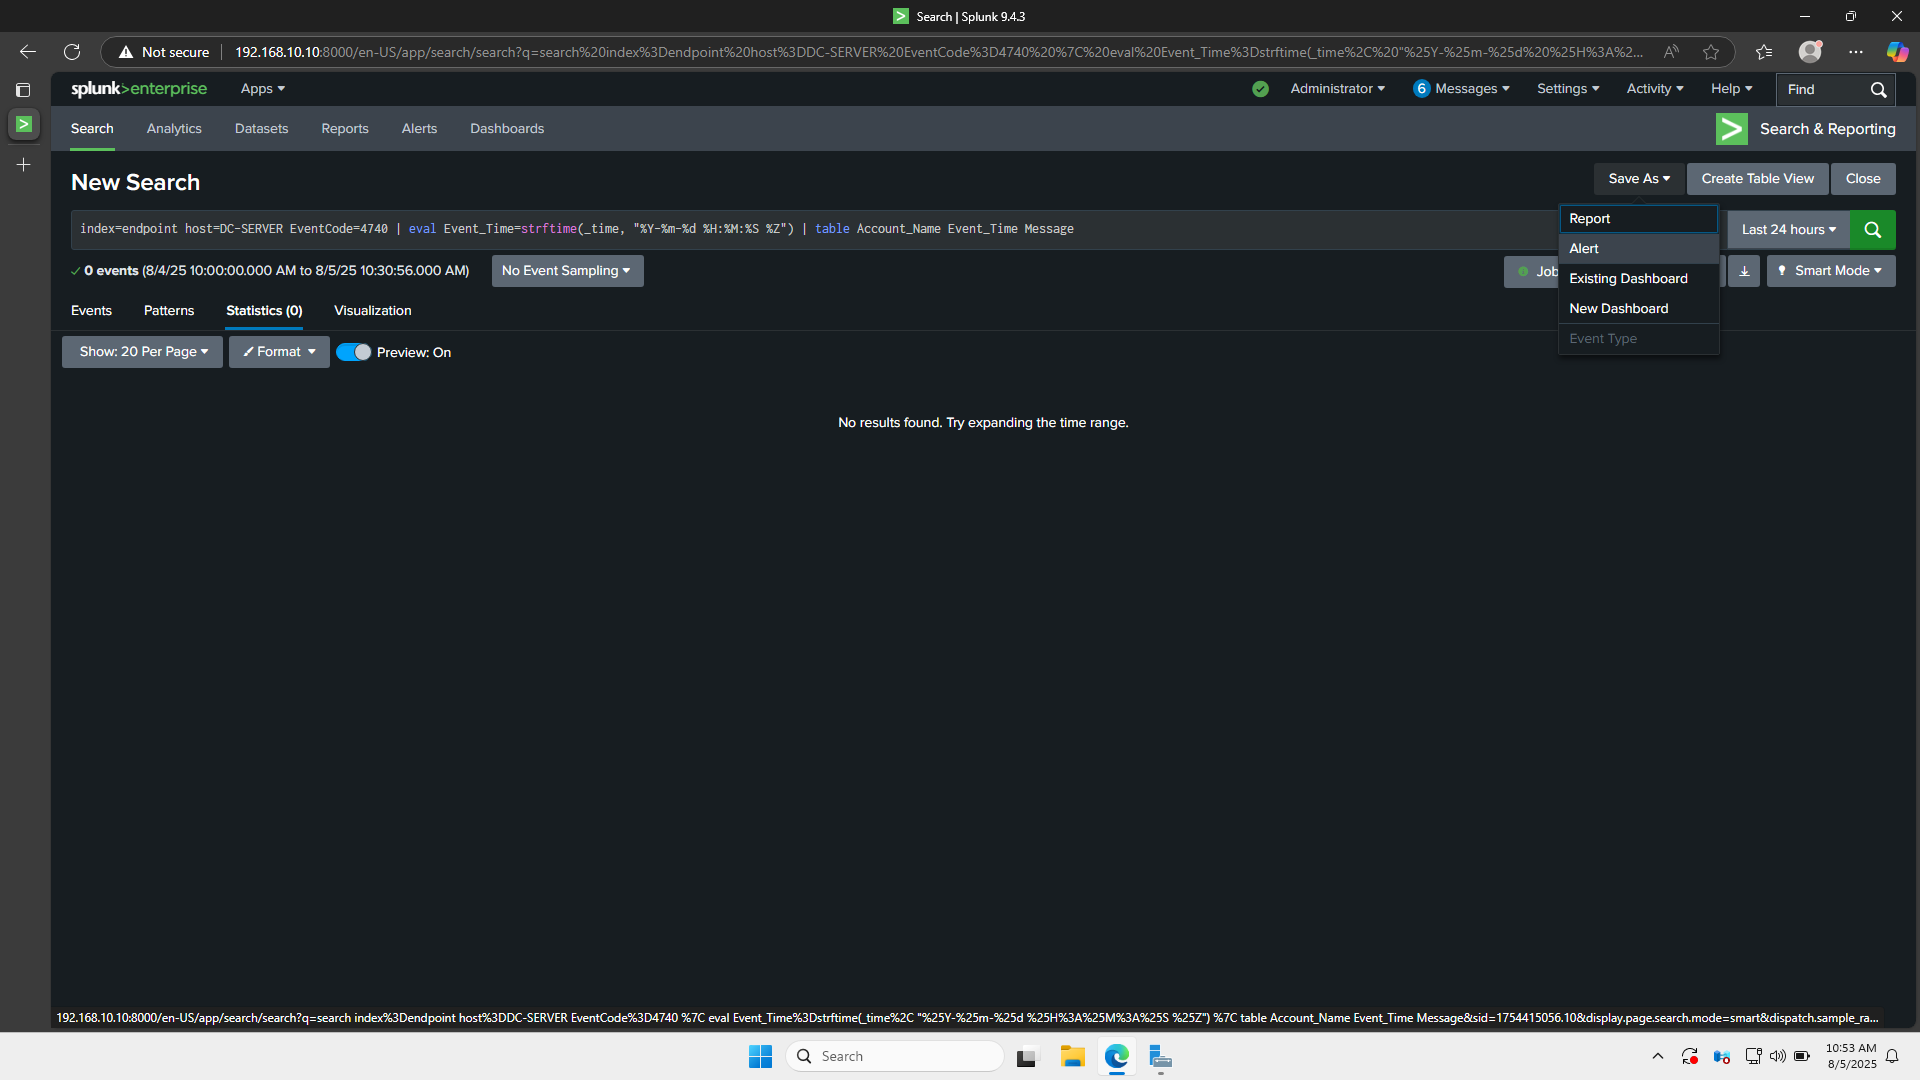 Search | Splunk 9.4.3
Not secure 192.168.10.10:8000/en-US/app/search/search?q=search%20index%3Dendpoint%20host%3DDC-SERVER%20EventCode%3D4740%20%7C%20eval%20Event_Time%3Dstrftime(_time%2C%20"%25Y-%25m-%25d%20%25H%3A%2...
splunk>enterprise Apps Administrator 6 Messages Settings Activity Help Find
Search Analytics Datasets Reports Alerts Dashboards Search & Reporting
New Search Save As Create Table View Close
Report
index=endpoint host=DC-SERVER EventCode=4740 | eval Event_Time=strftime(_time, "%Y-%m-%d %H:%M:%S %Z") | table Account_Name Event_Time Message Last 24 hours
Alert
0 events (8/4/25 10:00:00.000 AM to 8/5/25 10:30:56.000 AM) No Event Sampling Job Smart Mode
Existing Dashboard
Events Patterns Statistics (0) Visualization
New Dashboard
Event Type
Show: 20 Per Page Format Preview: On
No results found. Try expanding the time range.
192.168.10.10:8000/en-US/app/search/search?q=search index%3Dendpoint host%3DDC-SERVER EventCode%3D4740 %7C eval Event_Time%3Dstrftime(_time%2C "%25Y-%25m-%25d %25H%3A%25M%3A%25S %25Z") %7C table Account_Name Event_Time Message&sid=1754415056.10&display.page.search.mode=smart&dispatch.sample_ra...
Search
10:53 AM
8/5/2025